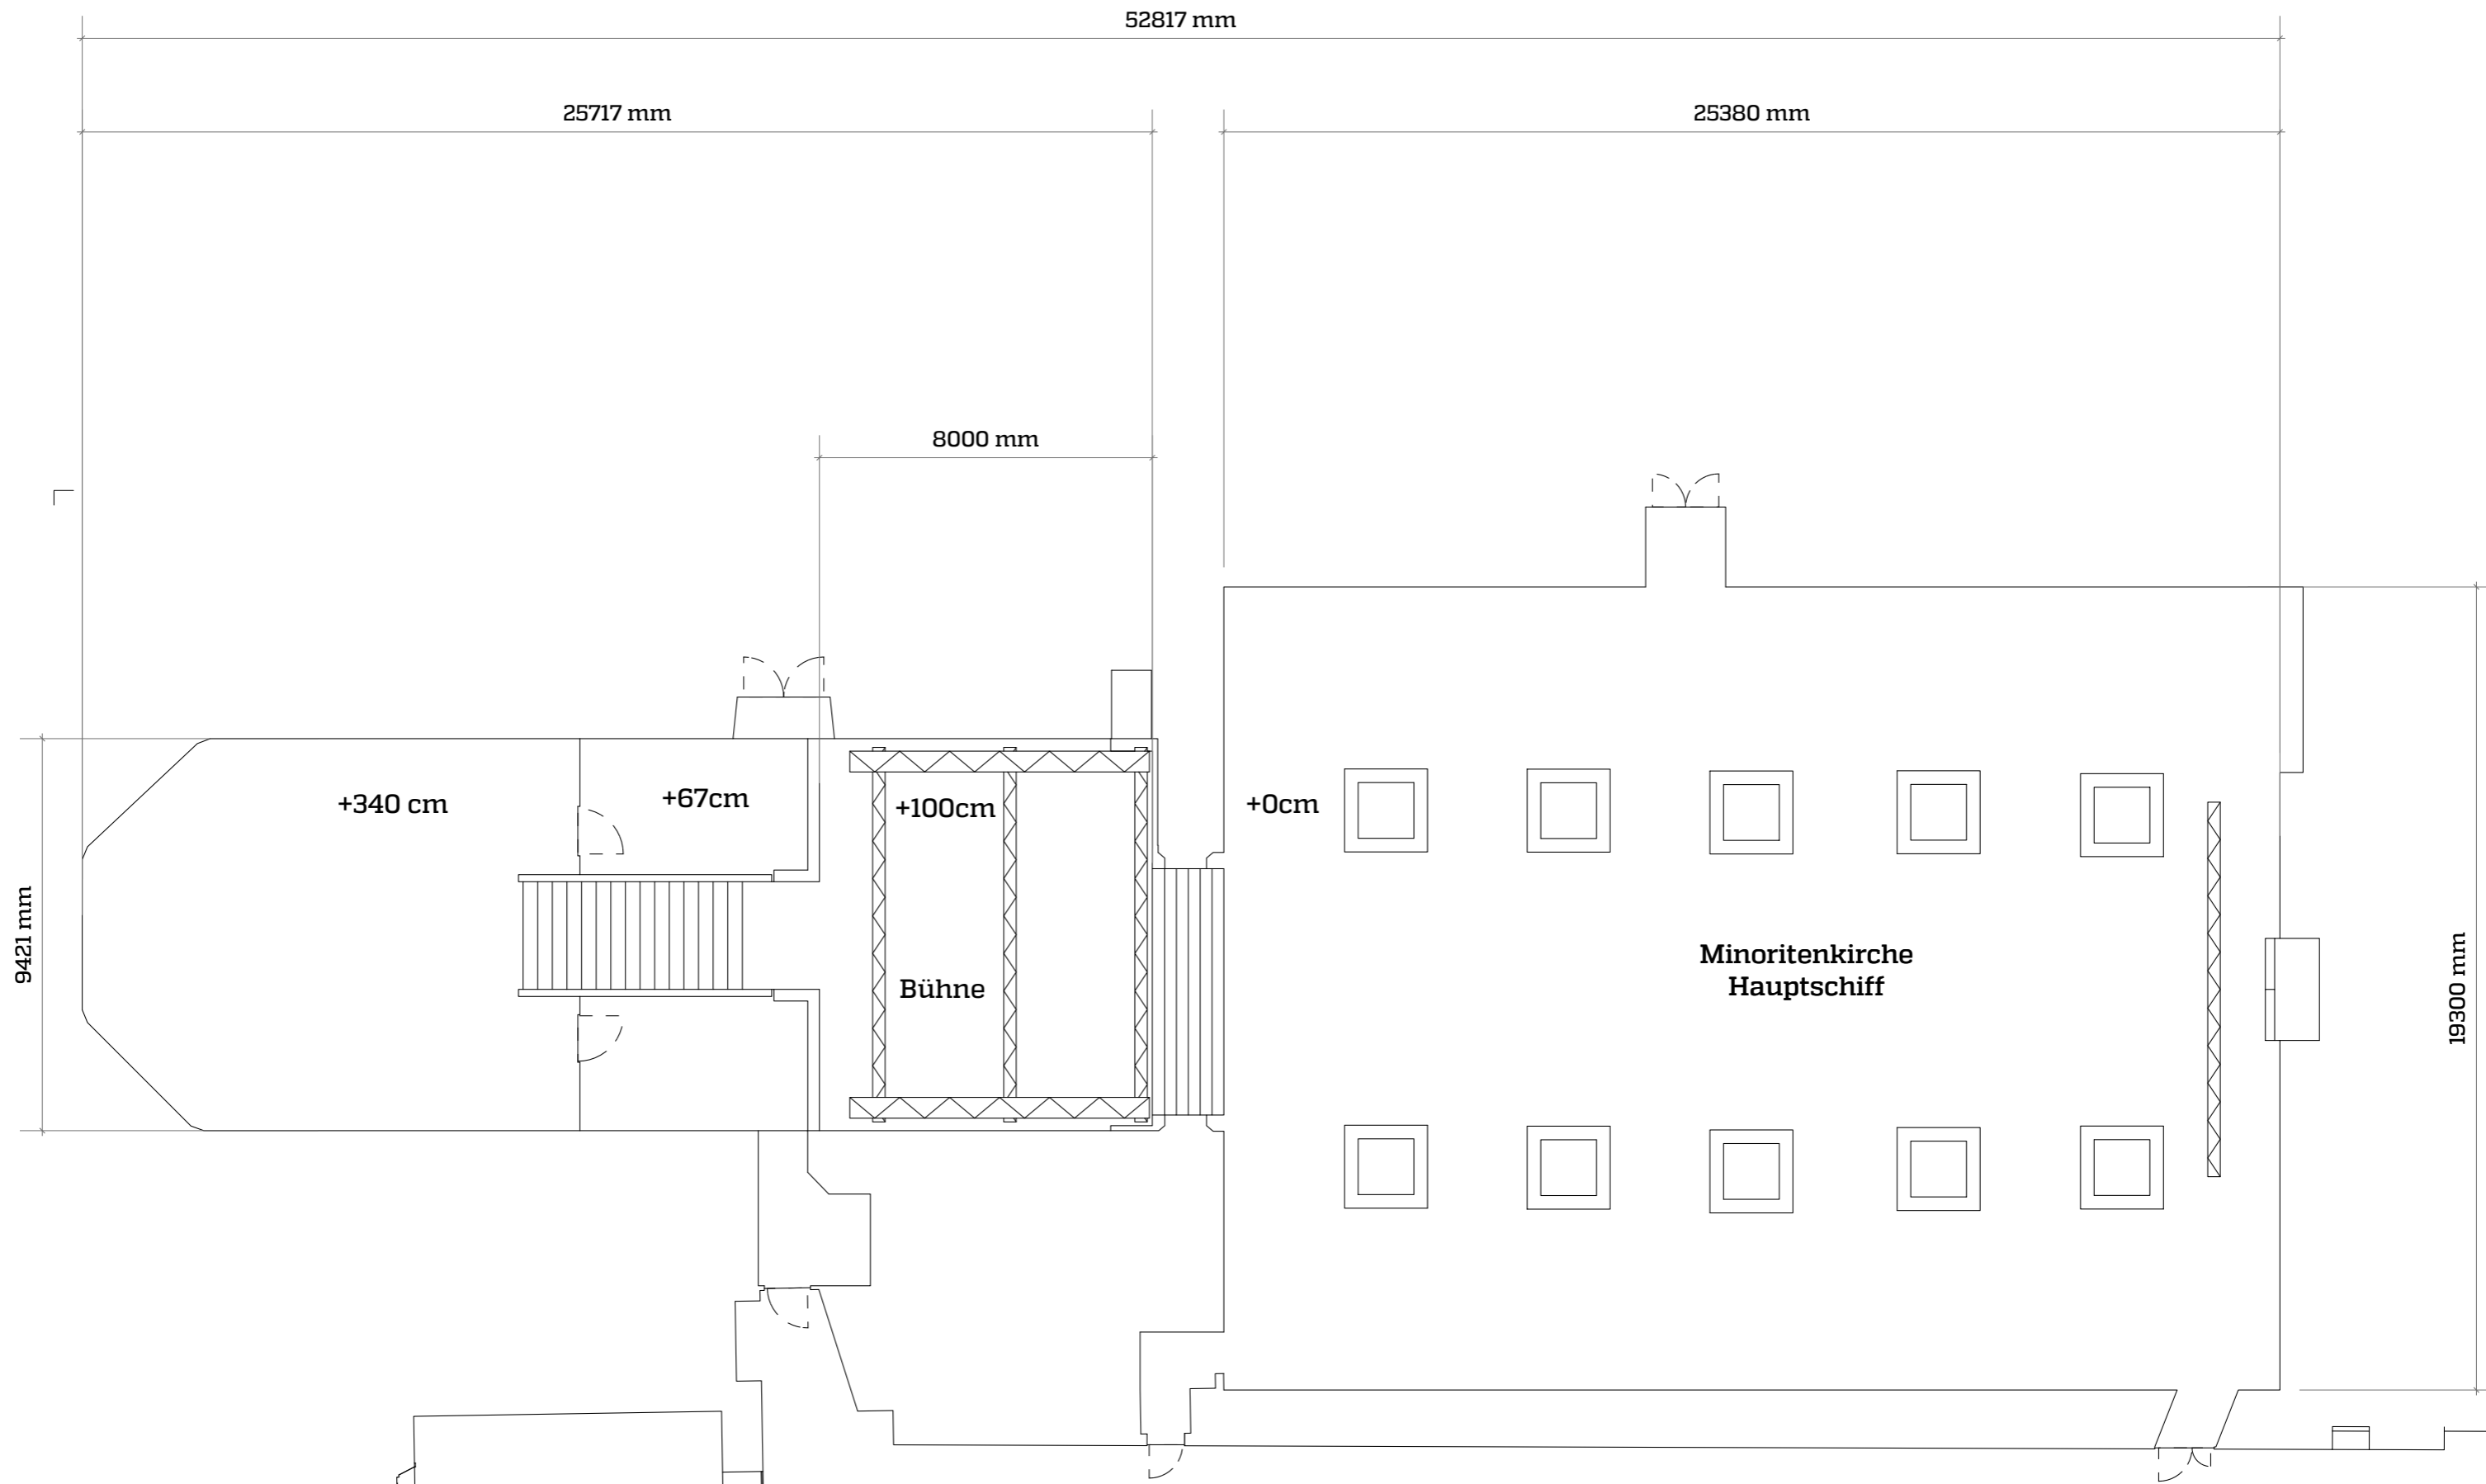 52817 mm
25717 mm
25380 mm
8000 mm
+340 cm
+67cm
+100cm
+0cm
9421 mm
Bühne
Minoritenkirche
Hauptschiff
19300 mm